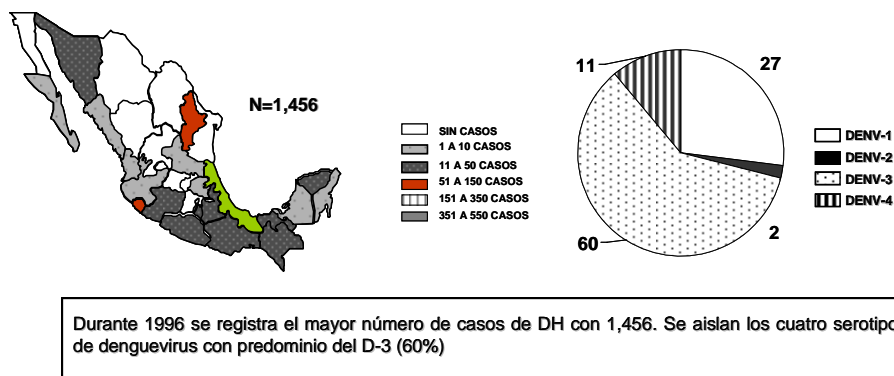 N=1,456
SIN CASOS
1 A 10 CASOS
11 A 50 CASOS
51 A 150 CASOS
151 A 350 CASOS
351 A 550 CASOS
11
27
60
2
DENV-1
DENV-2
DENV-3
DENV-4
Durante 1996 se registra el mayor número de casos de DH con 1,456. Se aislan los cuatro serotipo
de denguevirus con predominio del D-3 (60%)